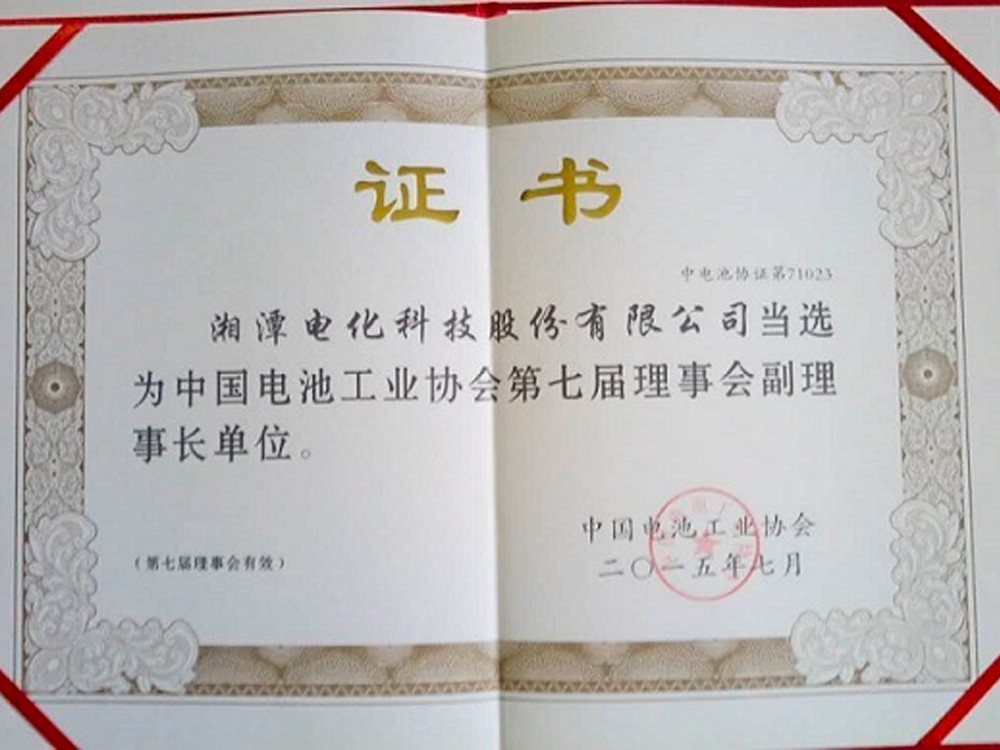 证书
中电池协证第71023
湘潭电化科技股份有限公司当选
为中国电池工业协会第七届理事会副理
事长单位。
中国电池工业协会
(第七届理事会有效)
二〇一五年七月